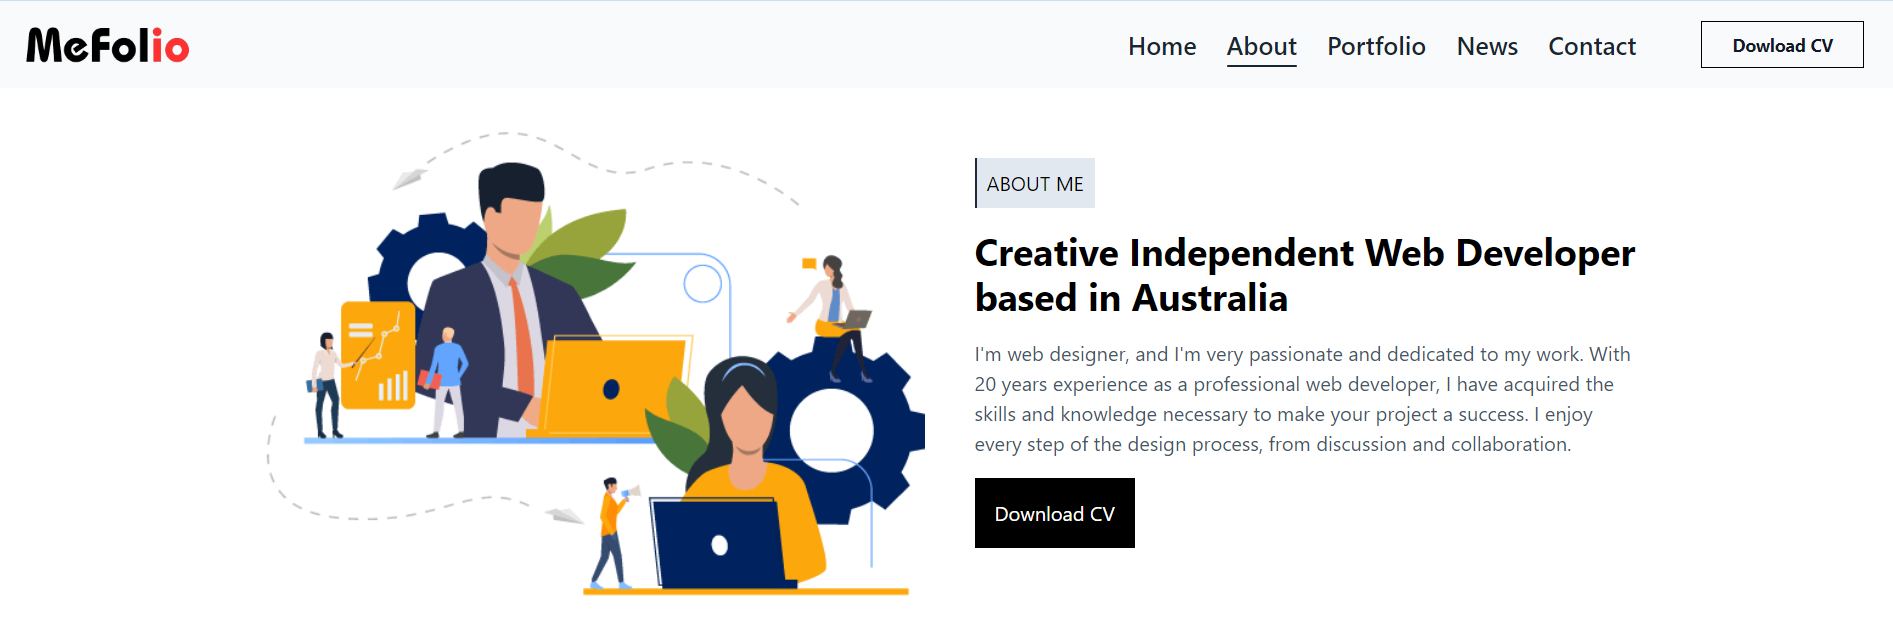 MeFolio
Home About Portfolio News Contact Dowload CV
ABOUT ME
Creative Independent Web Developer
based in Australia
I'm web designer, and I'm very passionate and dedicated to my work. With
20 years experience as a professional web developer, I have acquired the
skills and knowledge necessary to make your project a success. I enjoy
every step of the design process, from discussion and collaboration.
Download CV